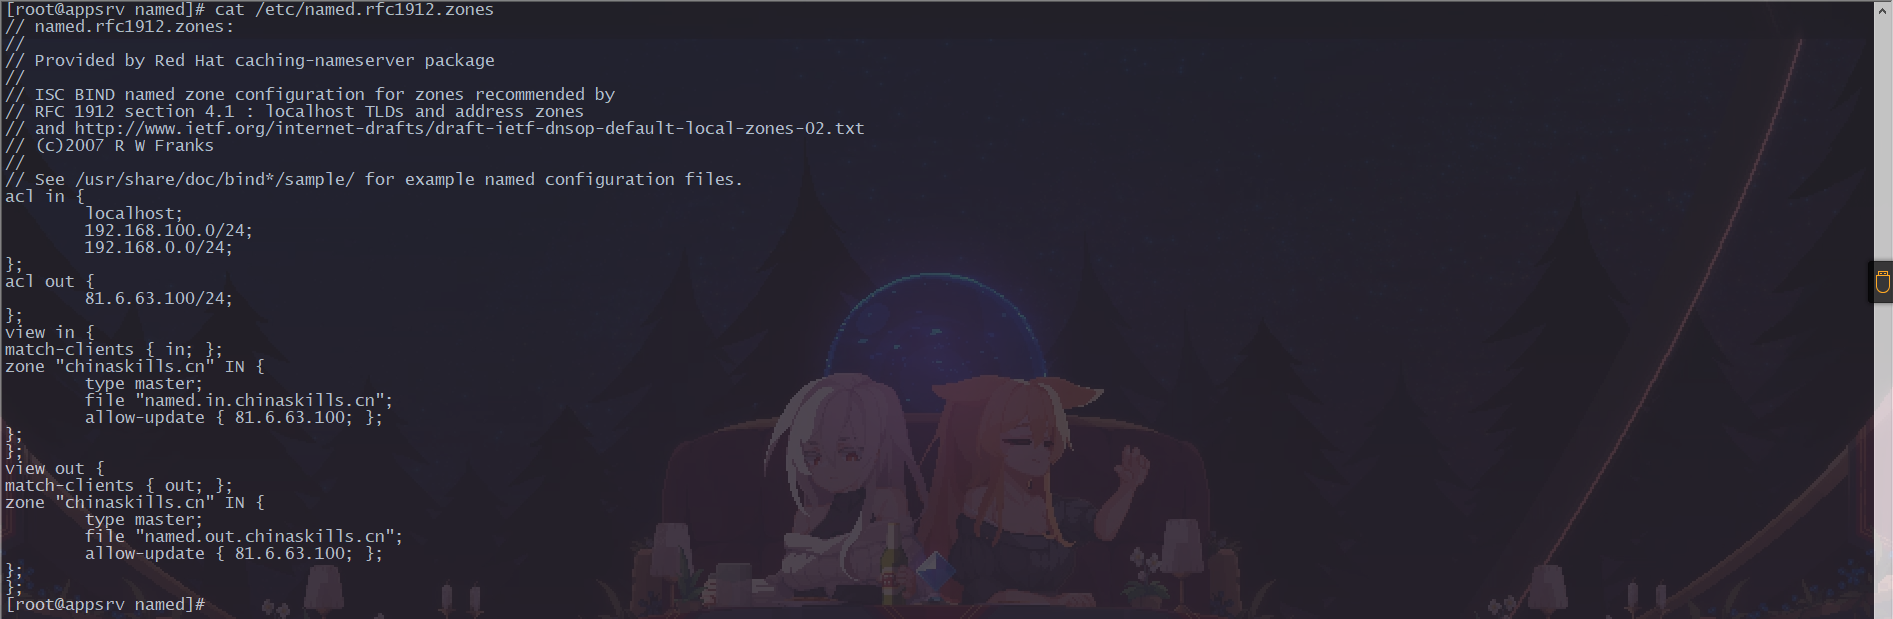 [root@appsrv named]# cat /etc/named.rfc1912.zones
// named.rfc1912.zones:
//
// Provided by Red Hat caching-nameserver package
//
// ISC BIND named zone configuration for zones recommended by
// RFC 1912 section 4.1 : localhost TLDs and address zones
// and http://www.ietf.org/internet-drafts/draft-ietf-dnsop-default-local-zones-02.txt
// (c)2007 R W Franks
//
// See /usr/share/doc/bind*/sample/ for example named configuration files.
acl in {
        localhost;
        192.168.100.0/24;
        192.168.0.0/24;
};
acl out {
        81.6.63.100/24;
};
view in {
match-clients { in; };
zone "chinaskills.cn" IN {
        type master;
        file "named.in.chinaskills.cn";
        allow-update { 81.6.63.100; };
};
};
view out {
match-clients { out; };
zone "chinaskills.cn" IN {
        type master;
        file "named.out.chinaskills.cn";
        allow-update { 81.6.63.100; };
};
};
[root@appsrv named]#